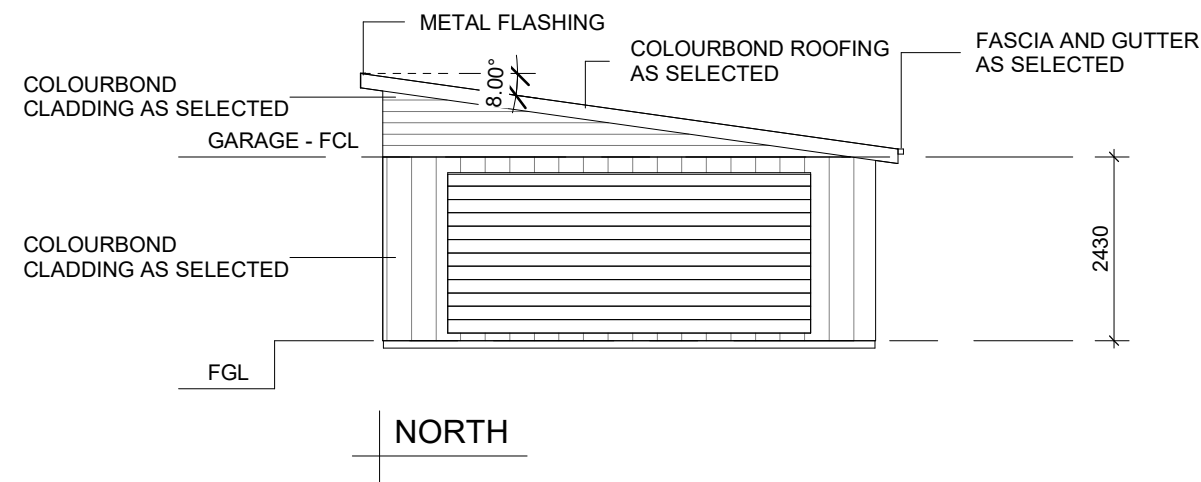 METAL FLASHING
COLOURBOND ROOFING
AS SELECTED
FASCIA AND GUTTER
AS SELECTED
COLOURBOND
CLADDING AS SELECTED
8.00°
GARAGE - FCL
COLOURBOND
CLADDING AS SELECTED
2430
FGL
NORTH